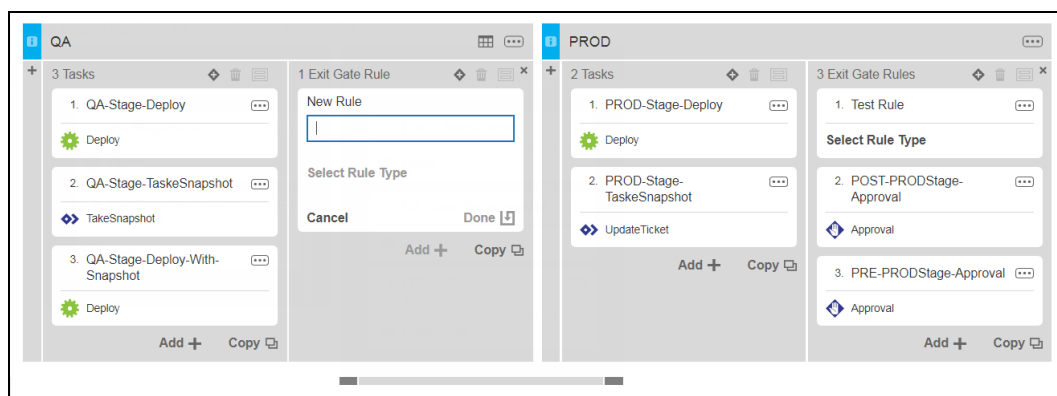 QA
3 Tasks
1. QA-Stage-Deploy
Deploy
2. QA-Stage-TaskeSnapshot
TakeSnapshot
3. QA-Stage-Deploy-With-
Snapshot
Deploy
Add
Copy
1 Exit Gate Rule
New Rule
Select Rule Type
Cancel
Done
Add
Copy
PROD
2 Tasks
1. PROD-Stage-Deploy
Deploy
2. PROD-Stage-
TaskeSnapshot
UpdateTicket
Add
Copy
3 Exit Gate Rules
1. Test Rule
Select Rule Type
2. POST-PRODStage-
Approval
Approval
3. PRE-PRODStage-Approval
Approval
Add
Copy